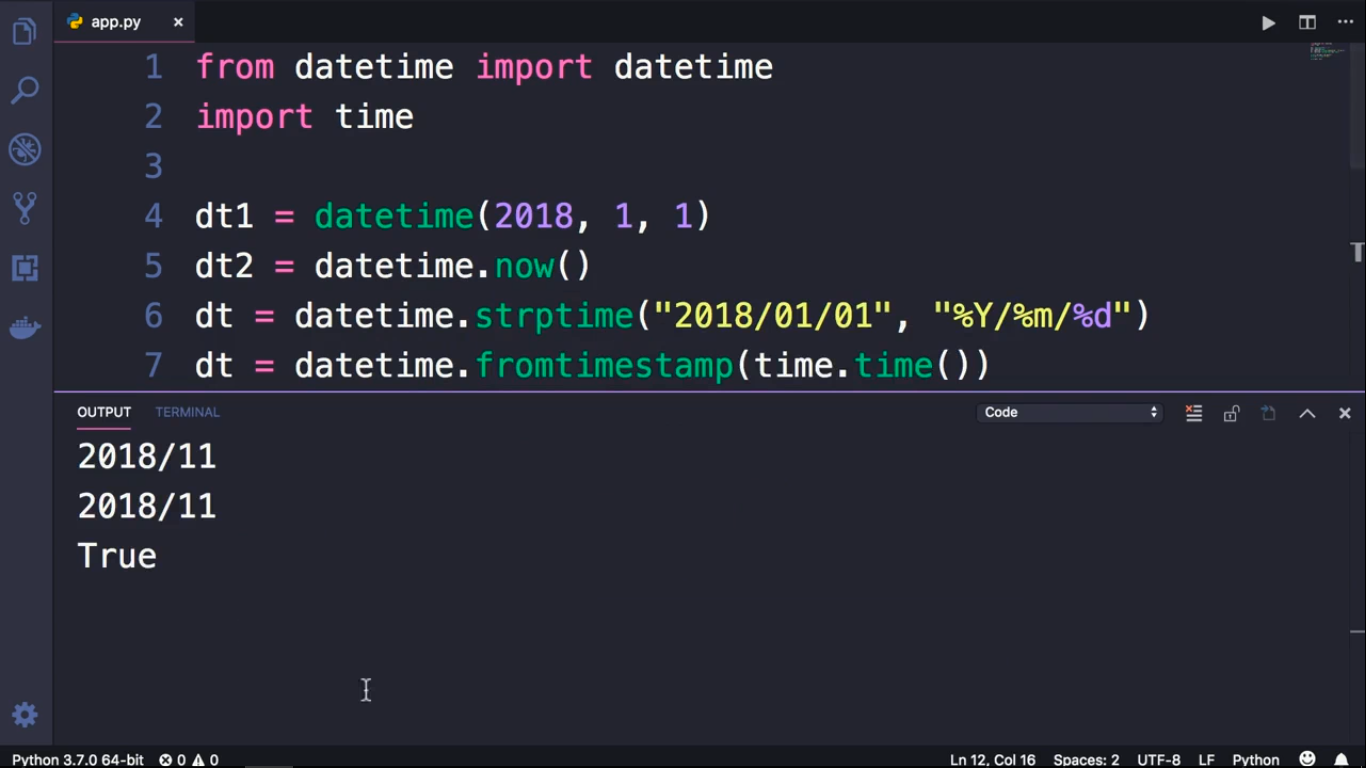 app.py
1 from datetime import datetime
2 import time
3
4 dt1 = datetime(2018, 1, 1)
5 dt2 = datetime.now()
6 dt = datetime.strptime("2018/01/01", "%Y/%m/%d")
7 dt = datetime.fromtimestamp(time.time())
OUTPUT TERMINAL Code
2018/11
2018/11
True
Python 3.7.0 64-bit 0 0 Ln 12, Col 16 Spaces: 2 UTF-8 LF Python